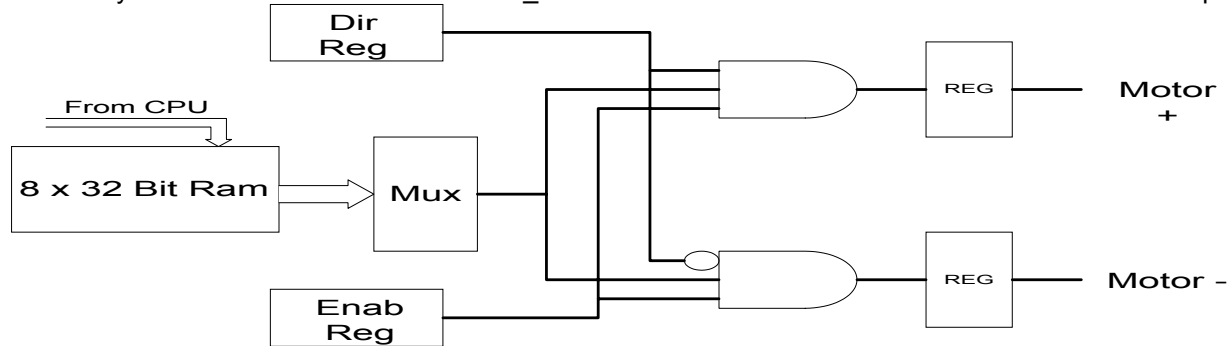 Dir
Reg
From CPU
8 x 32 Bit Ram
Mux
Enab
Reg
REG
Motor
+
REG
Motor -